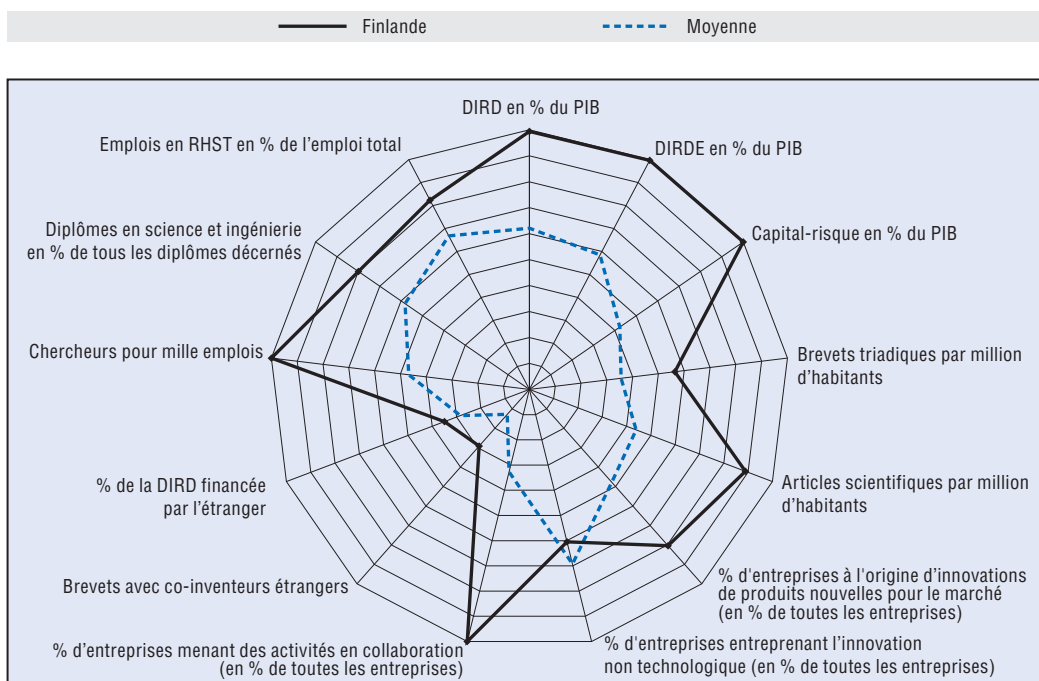 Finlande
Moyenne
DIRD en % du PIB
DIRDE en % du PIB
Capital-risque en % du PIB
Brevets triadiques par million
d’habitants
Articles scientifiques par million
d’habitants
% d'entreprises à l'origine d’innovations
de produits nouvelles pour le marché
(en % de toutes les entreprises)
% d'entreprises entreprenant l’innovation
non technologique (en % de toutes les entreprises)
% d’entreprises menant des activités en collaboration
(en % de toutes les entreprises)
Brevets avec co-inventeurs étrangers
% de la DIRD financée
par l’étranger
Chercheurs pour mille emplois
Diplômes en science et ingénierie
en % de tous les diplômes décernés
Emplois en RHST en % de l’emploi total